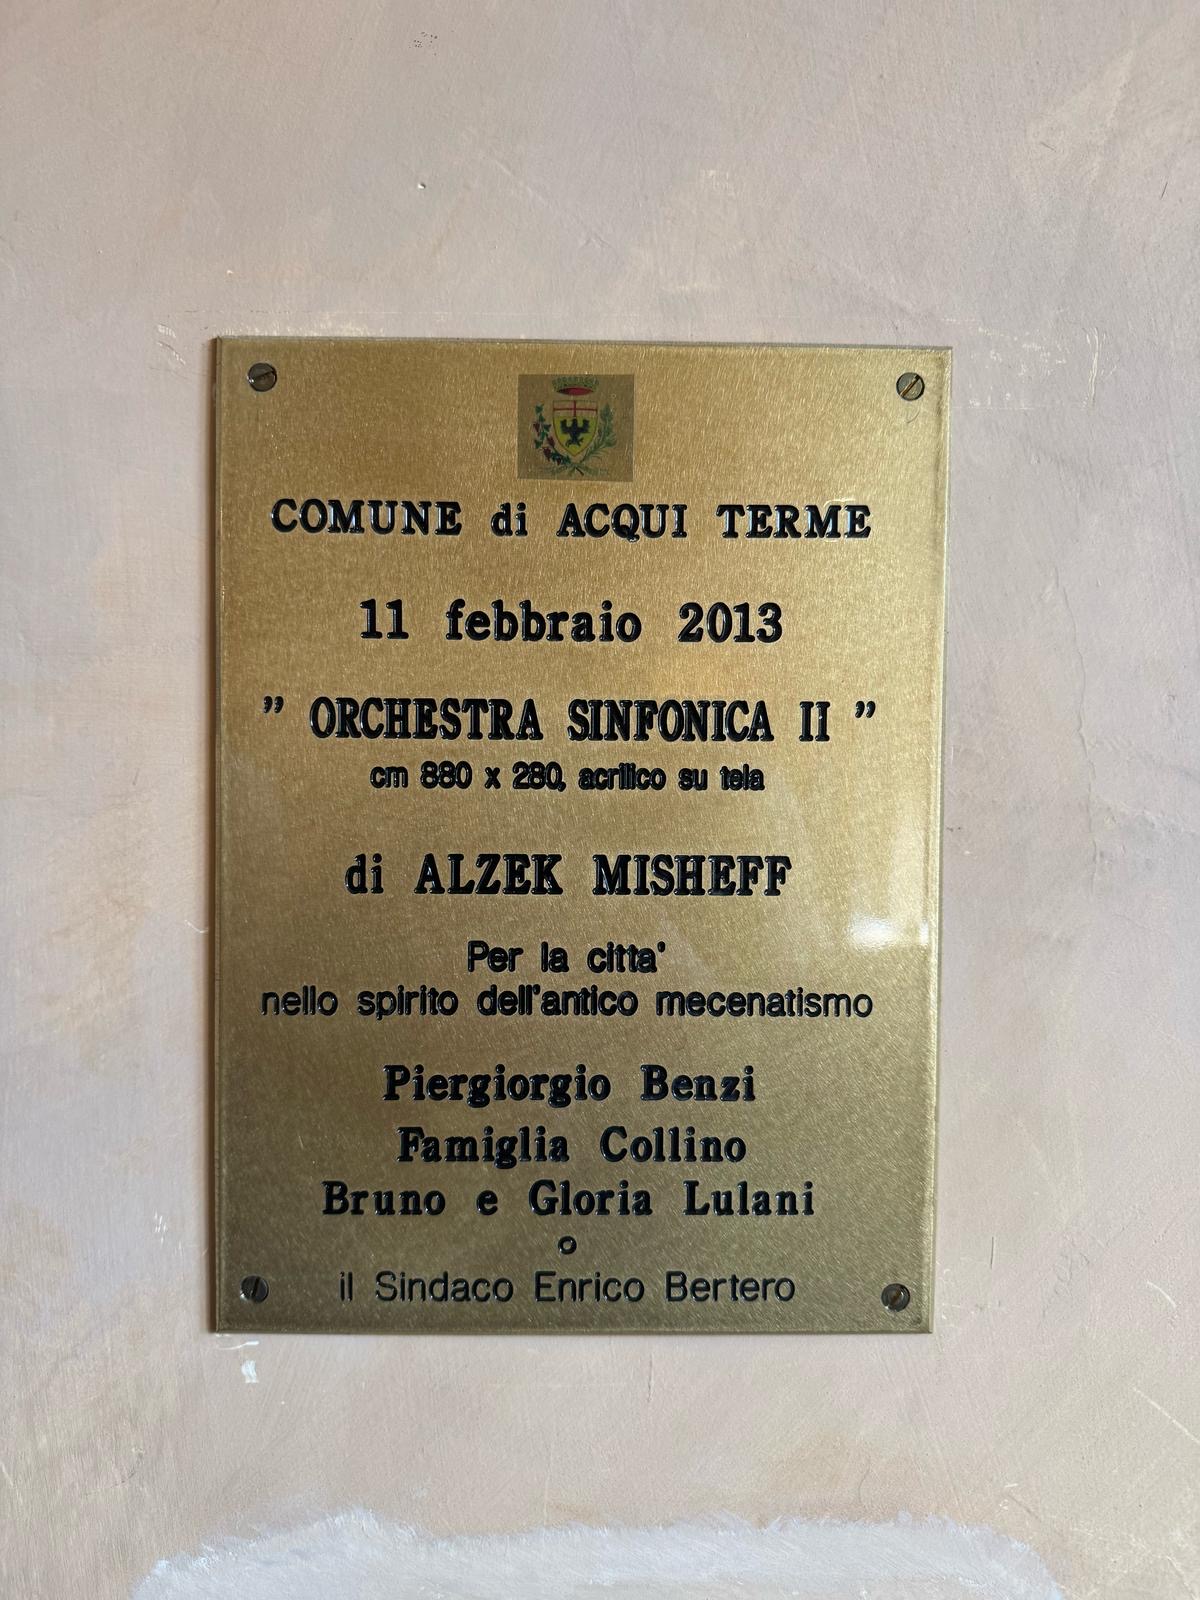 COMUNE di ACQUI TERME
11 febbraio 2013
” ORCHESTRA SINFONICA II ”
cm 880 x 280, acrilico su tela
di ALZEK MISHEFF
Per la citta'
nello spirito dell'antico mecenatismo
Piergiorgio Benzi
Famiglia Collino
Bruno e Gloria Lulani
o
il Sindaco Enrico Bertero